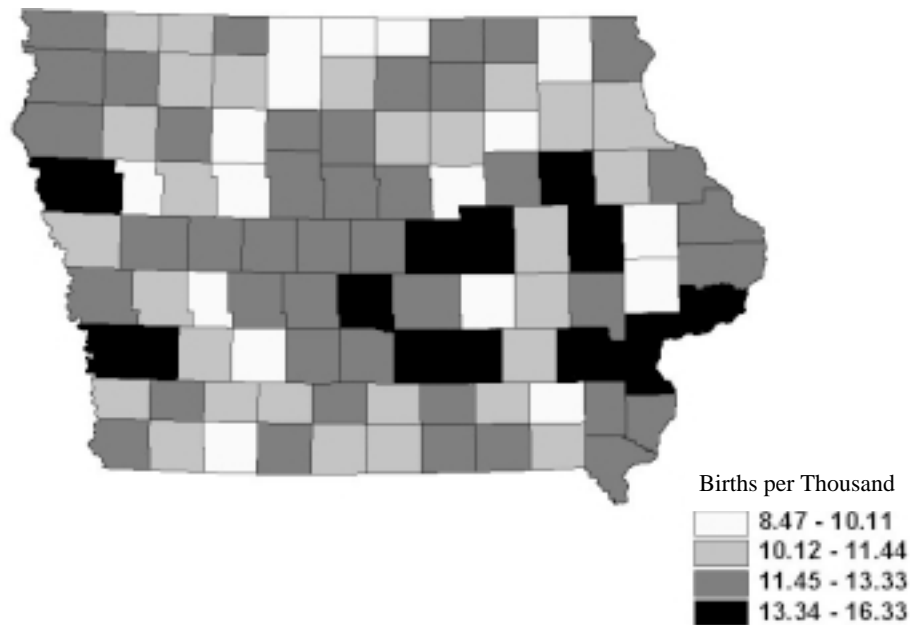 Births per Thousand
8.47 - 10.11
10.12 - 11.44
11.45 - 13.33
13.34 - 16.33